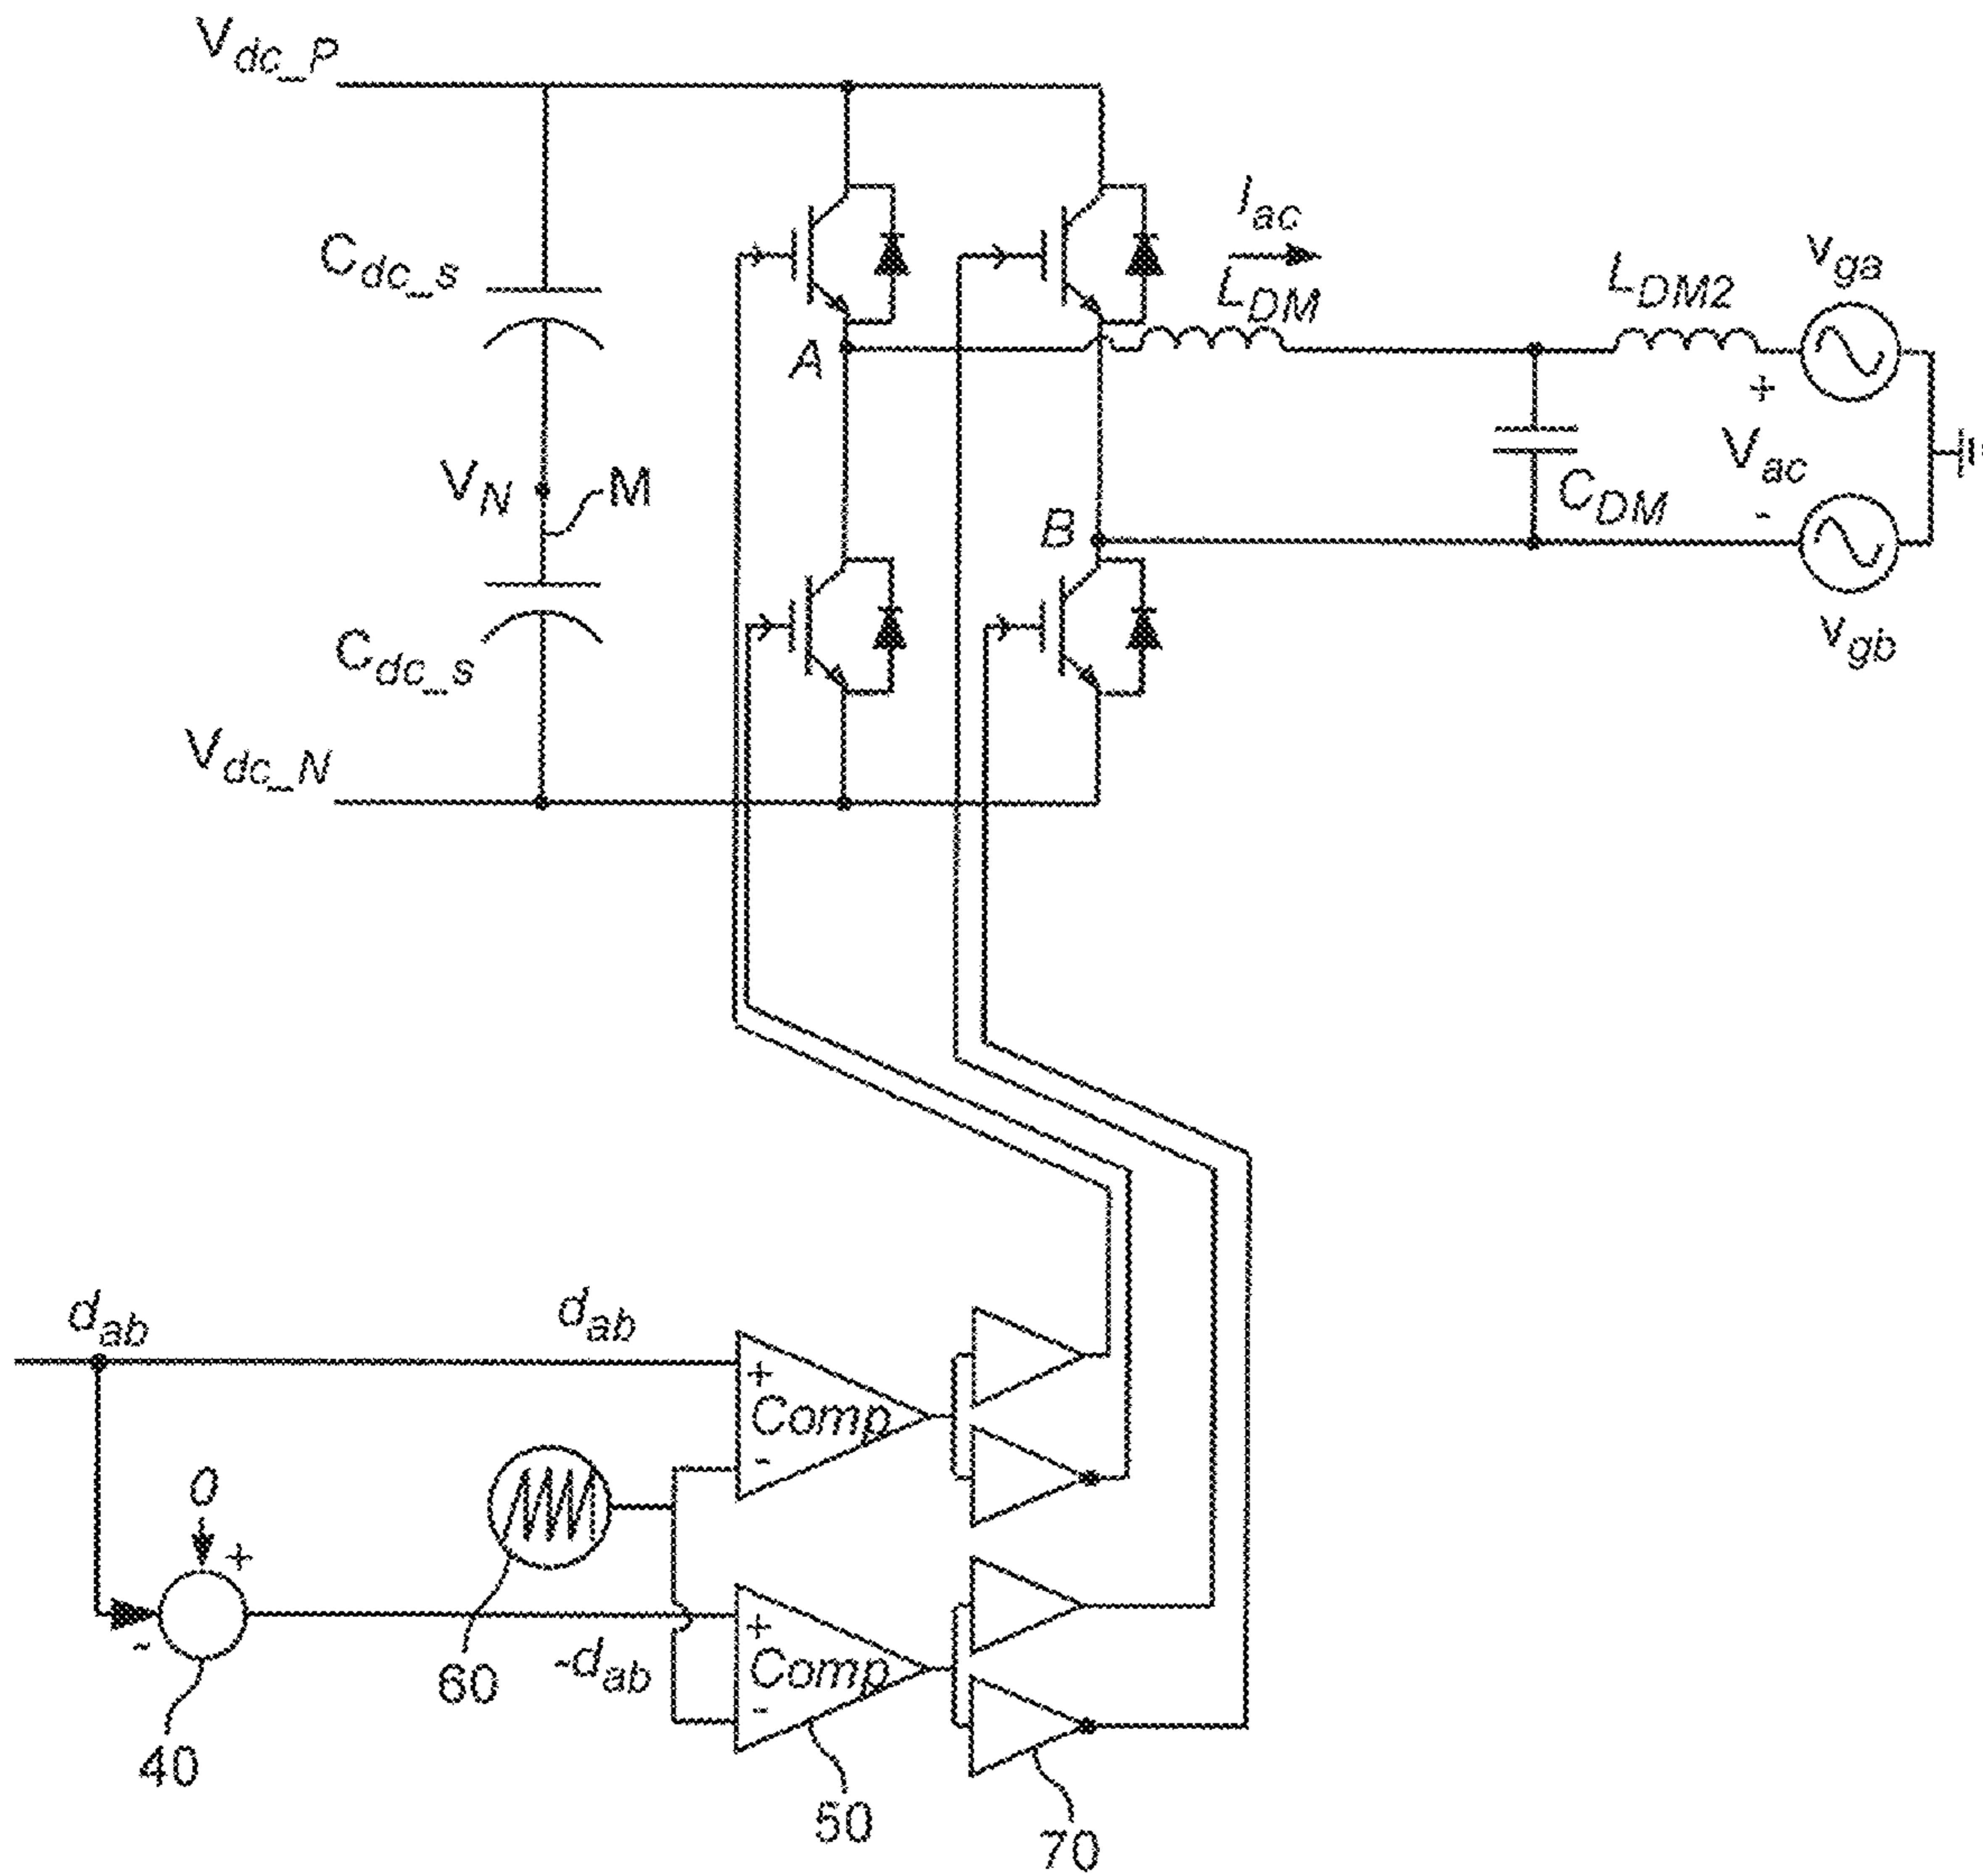 Vdc_P
Cdc_s
VN
M
Cdc_s
Vdc_N
A
B
Iac
LDM
LDM2
vga
+
Vac
-
CDM
vgb
dab
dab
+
Comp
-
0
+
-
-dab
+
Comp
-
60
40
50
70